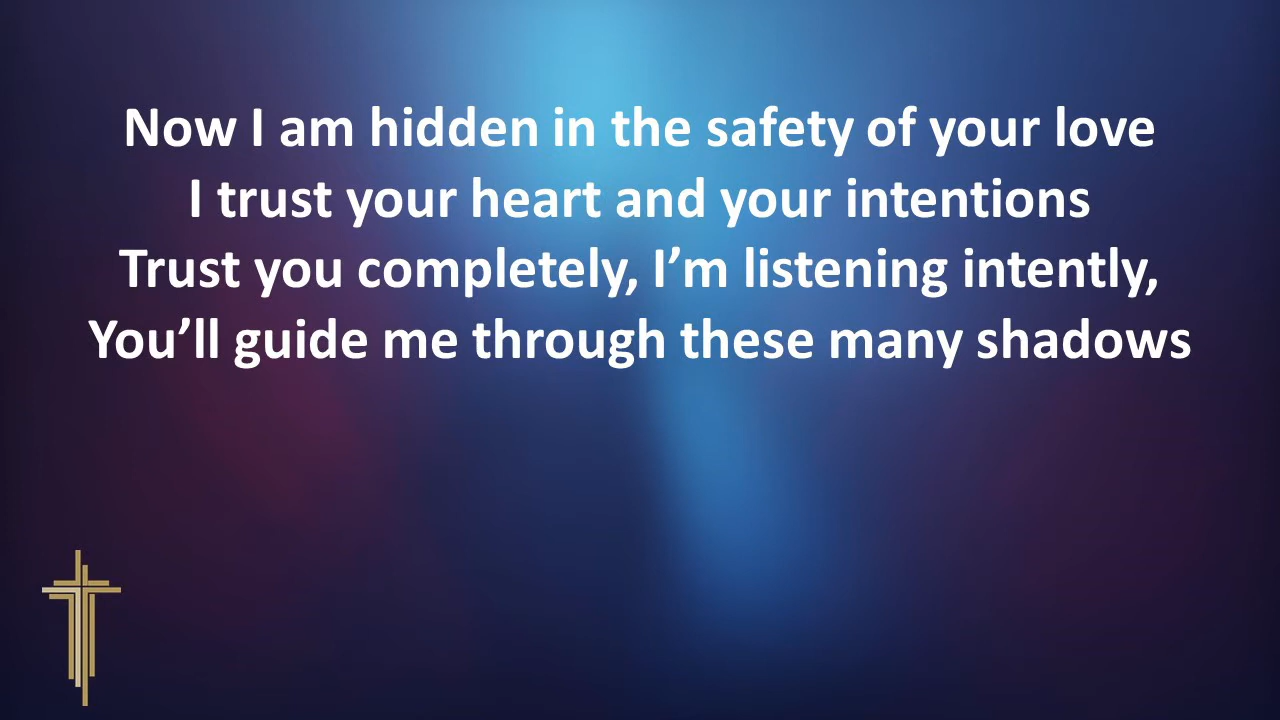 Now I am hidden in the safety of your love
I trust your heart and your intentions
Trust you completely, I’m listening intently,
You’ll guide me through these many shadows